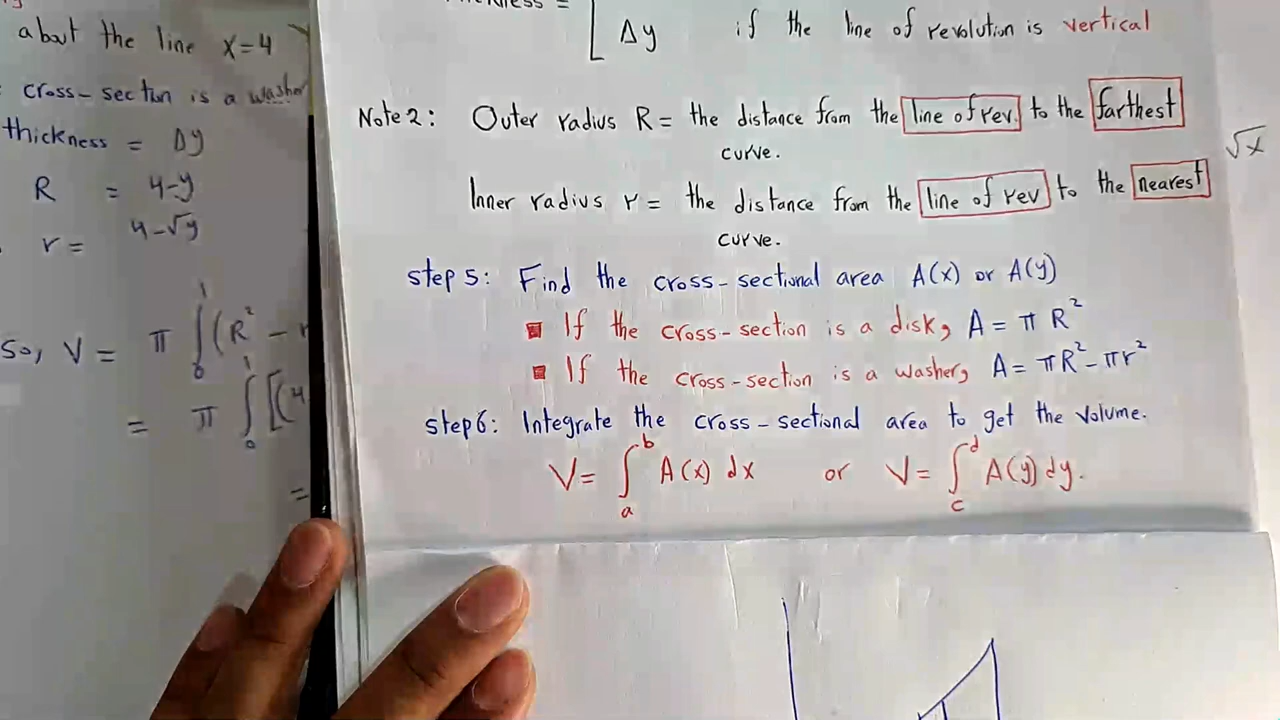 about the line x=4
cross-section is a washer
thickness = Δy
R = 4-y
r = 4-√y
So, V = π ∫₀¹ (R² -
= π ∫₀¹ [(4
=
Δy if the line of revolution is vertical
Note 2: Outer radius R = the distance from the line of rev. to the farthest
curve.
√x
Inner radius r = the distance from the line of rev to the nearest
curve.
step 5: Find the cross-sectional area A(x) or A(y)
If the cross-section is a disk, A = π R²
If the cross-section is a washer, A = πR² - πr²
step 6: Integrate the cross-sectional area to get the volume.
V = ∫ₐᵇ A(x) dx or V = ∫_c^d A(y) dy.